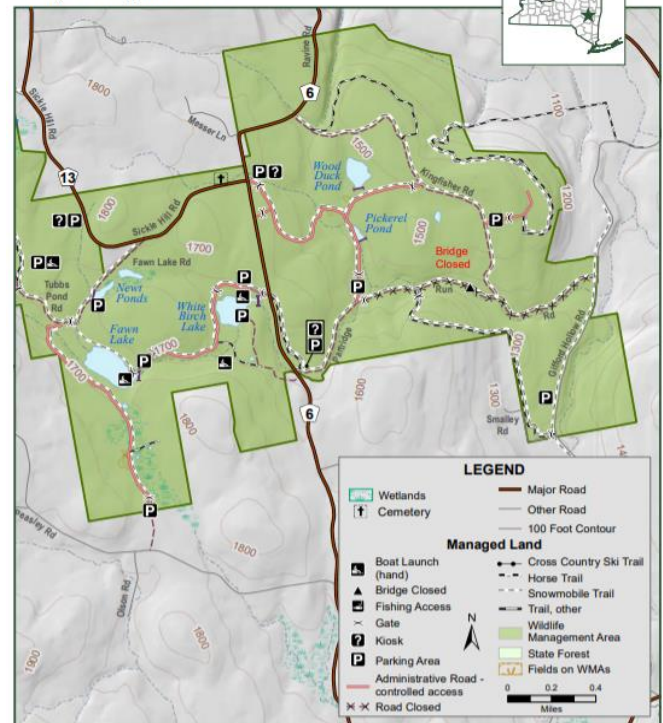 Ravine Rd
6
Sickle Hill Rd
1800
Messer Ln
1100
13
Wood
Duck
Pond
1500
Kingfisher Rd
P ?
1200
? P
1800
Sickle Hill Rd
1700
Pickerel
Pond
1500
P
Bridge
Closed
Fawn Lake Rd
P
Tubbs
Pond
Rd
Newt
Ponds
P
White
Birch
Lake
P
P
P
Run
Rd
Fawn
Lake
1700
P
?
P
Partridge
1300
Gifford Hollow Rd
1700
1800
6
1600
1300
P
Smalley
Rd
P
1800
Olson Rd
1800
1900
LEGEND
Wetlands
Cemetery
Major Road
Other Road
100 Foot Contour
Managed Land
Boat Launch
(hand)
Bridge Closed
Fishing Access
Gate
? Kiosk
P Parking Area
Administrative Road -
controlled access
Road Closed
N
Cross Country Ski Trail
Horse Trail
Snowmobile Trail
Trail, other
Wildlife
Management Area
State Forest
Fields on WMAs
0 0.2 0.4
Miles